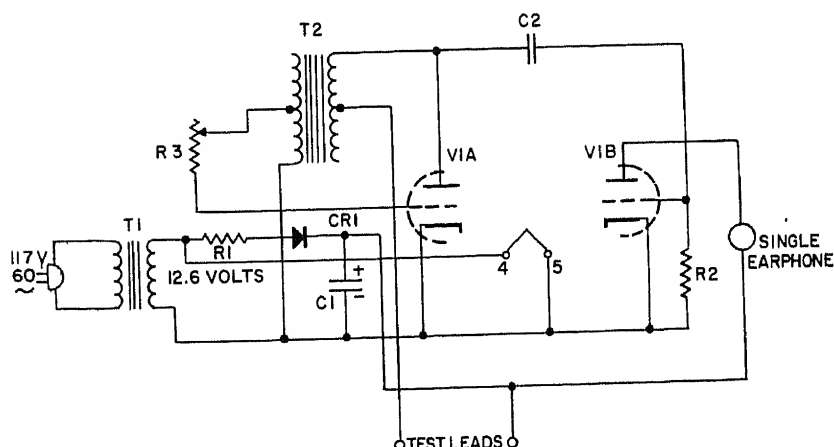 T2
C2
R3
V1A
V1B
T1
CR1
117V
60
~
R1
12.6 VOLTS
4
5
SINGLE
EARPHONE
C1
+
-
R2
TEST LEADS